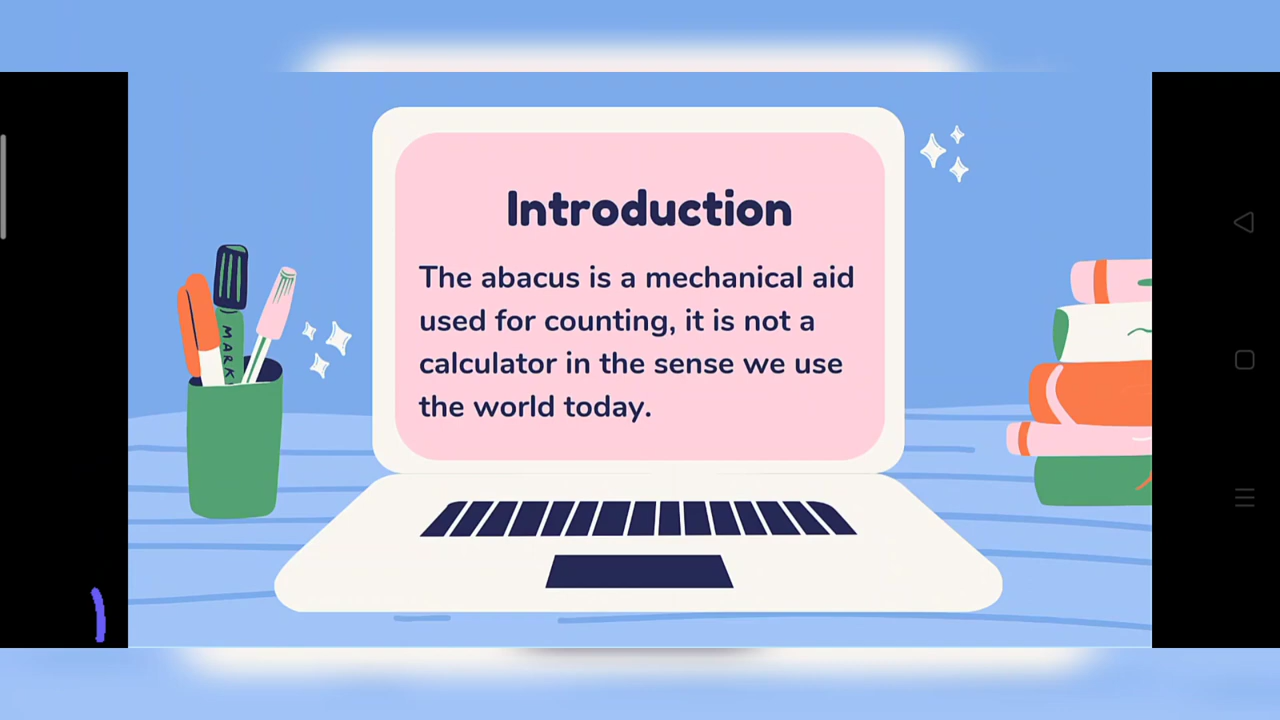 Introduction
The abacus is a mechanical aid
used for counting, it is not a
calculator in the sense we use
the world today.
MARK